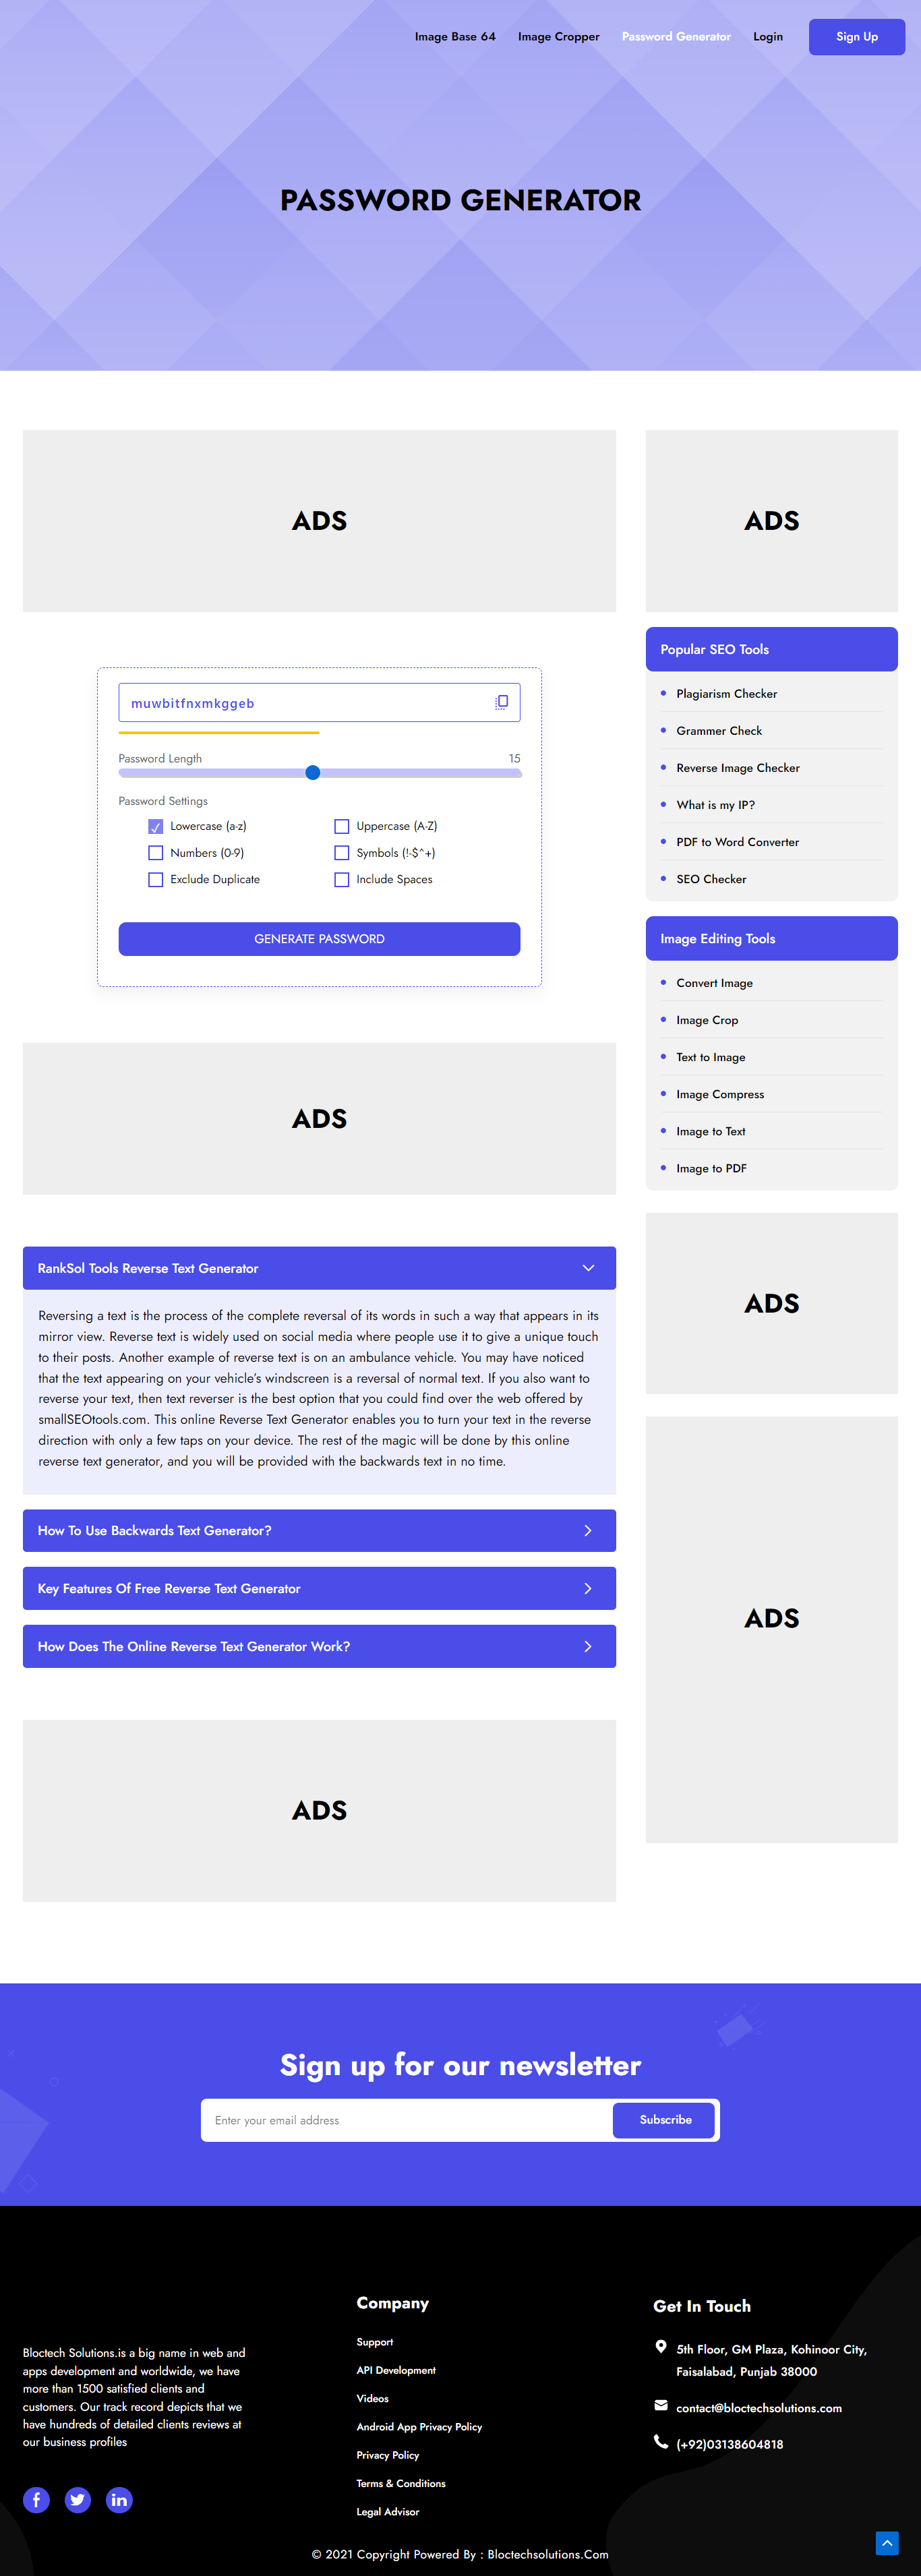 Image Base 64
Image Cropper
Password Generator
Login
Sign Up
PASSWORD GENERATOR
ADS
ADS
muwbitfnxmkggeb
Password Length
15
Password Settings
Lowercase (a-z)
Uppercase (A-Z)
Numbers (0-9)
Symbols (!-$^+)
Exclude Duplicate
Include Spaces
GENERATE PASSWORD
ADS
Popular SEO Tools
Plagiarism Checker
Grammer Check
Reverse Image Checker
What is my IP?
PDF to Word Converter
SEO Checker
Image Editing Tools
Convert Image
Image Crop
Text to Image
Image Compress
Image to Text
Image to PDF
ADS
ADS
RankSol Tools Reverse Text Generator
Reversing a text is the process of the complete reversal of its words in such a way that appears in its
mirror view. Reverse text is widely used on social media where people use it to give a unique touch
to their posts. Another example of reverse text is on an ambulance vehicle. You may have noticed
that the text appearing on your vehicle's windscreen is a reversal of normal text. If you also want to
reverse your text, then text reverser is the best option that you could find over the web offered by
smallSEOtools.com. This online Reverse Text Generator enables you to turn your text in the reverse
direction with only a few taps on your device. The rest of the magic will be done by this online
reverse text generator, and you will be provided with the backwards text in no time.
How To Use Backwards Text Generator?
Key Features Of Free Reverse Text Generator
How Does The Online Reverse Text Generator Work?
ADS
Sign up for our newsletter
Enter your email address
Subscribe
Bloctech Solutions.is a big name in web and
apps development and worldwide, we have
more than 1500 satisfied clients and
customers. Our track record depicts that we
have hundreds of detailed clients reviews at
our business profiles
Company
Support
API Development
Videos
Android App Privacy Policy
Privacy Policy
Terms & Conditions
Legal Advisor
Get In Touch
5th Floor, GM Plaza, Kohinoor City,
Faisalabad, Punjab 38000
contact@bloctechsolutions.com
(+92)03138604818
© 2021 Copyright Powered By : Bloctechsolutions.Com